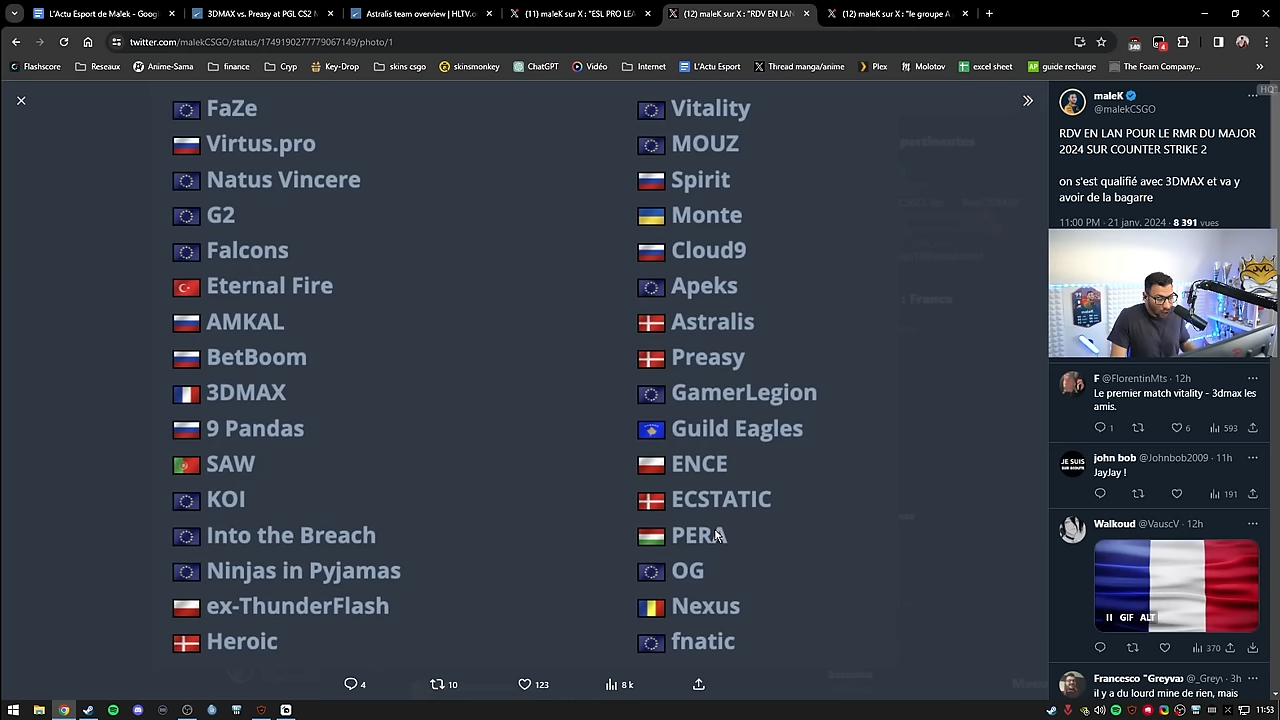 L'Actu Esport de Malek - Googl
3DMAX vs. Preasy at PGL CS2 M
Astralis team overview | HLTV.o
(11) maleK sur X : "ESL PRO LEA
(12) maleK sur X : "RDV EN LAN
(12) maleK sur X : "le groupe A
twitter.com/malekCSGO/status/1749190277779067149/photo/1
140
4
Flashscore
Reseaux
Anime-Sama
finance
Cryp
Key-Drop
skins csgo
skinsmonkey
ChatGPT
Vidéo
Internet
L'Actu Esport
Thread manga/anime
Plex
Molotov
excel sheet
guide recharge
The Foam Company...
FaZe
Virtus.pro
Natus Vincere
G2
Falcons
Eternal Fire
AMKAL
BetBoom
3DMAX
9 Pandas
SAW
KOI
Into the Breach
Ninjas in Pyjamas
ex-ThunderFlash
Heroic
Vitality
MOUZ
Spirit
Monte
Cloud9
Apeks
Astralis
Preasy
GamerLegion
Guild Eagles
ENCE
ECSTATIC
PERA
OG
Nexus
fnatic
4
10
123
8 k
HQ
maleK
@malekCSGO
RDV EN LAN POUR LE RMR DU MAJOR
2024 SUR COUNTER STRIKE 2
on s'est qualifié avec 3DMAX et va y
avoir de la bagarre
11:00 PM · 21 janv. 2024 · 8 391 vues
F @FlorentinMts · 12h
Le premier match vitality - 3dmax les
amis.
1
6
593
john bob @Johnbob2009 · 11h
JE SUIS
JayJay !
191
Walkoud @VauscV · 12h
GIF ALT
370
Francesco "Greyvax @_Grey · 3h
il y a du lourd mine de rien, mais
11:53